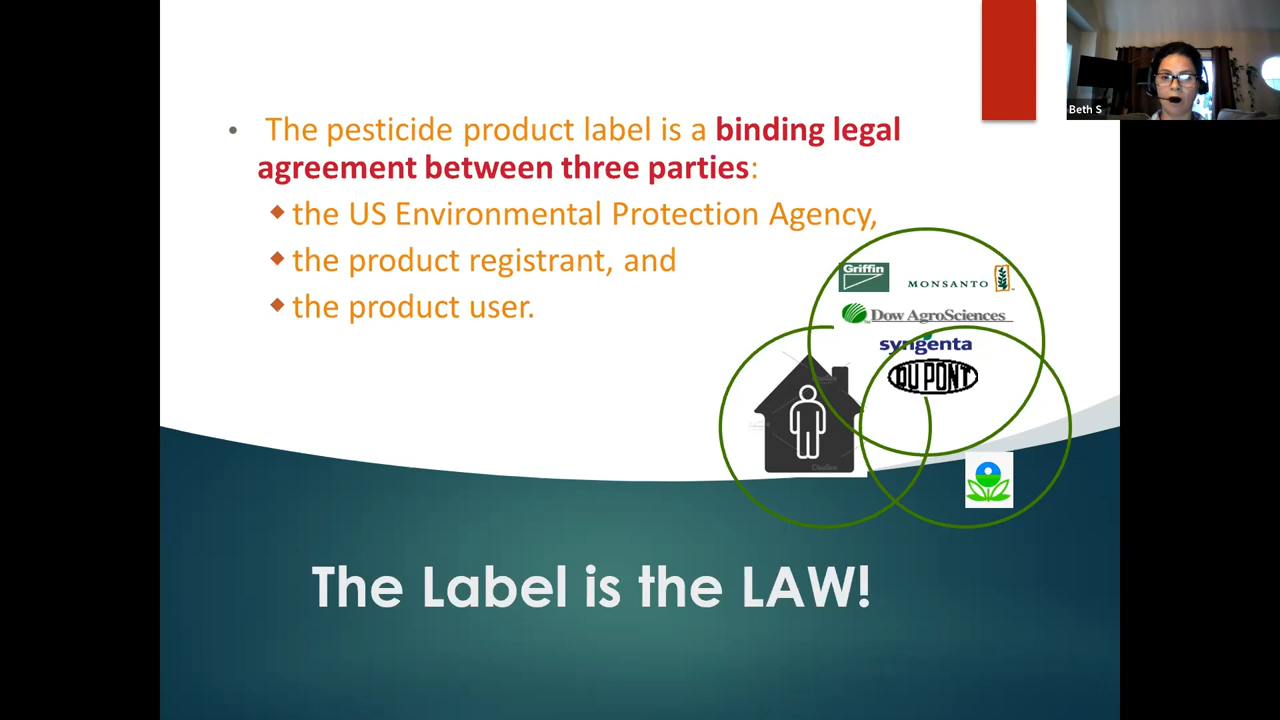 Beth S
• The pesticide product label is a binding legal
agreement between three parties:
the US Environmental Protection Agency,
the product registrant, and
the product user.
Griffin
MONSANTO
Dow AgroSciences
syngenta
DU PONT
The Label is the LAW!